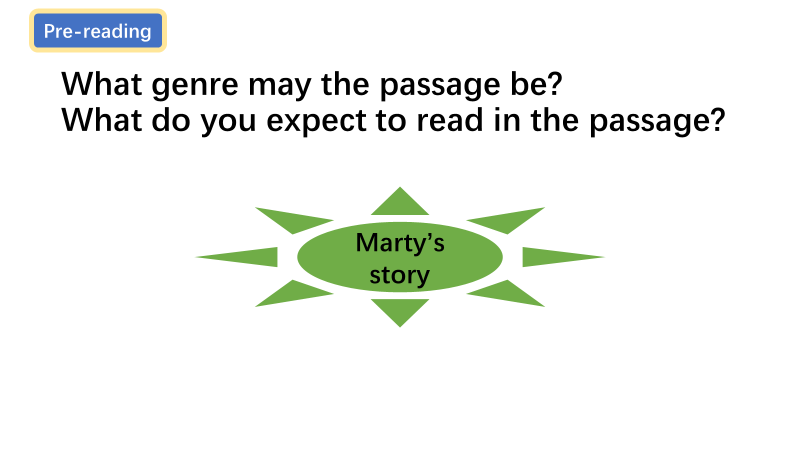 Pre-reading
What genre may the passage be?
What do you expect to read in the passage?
Marty’s
story